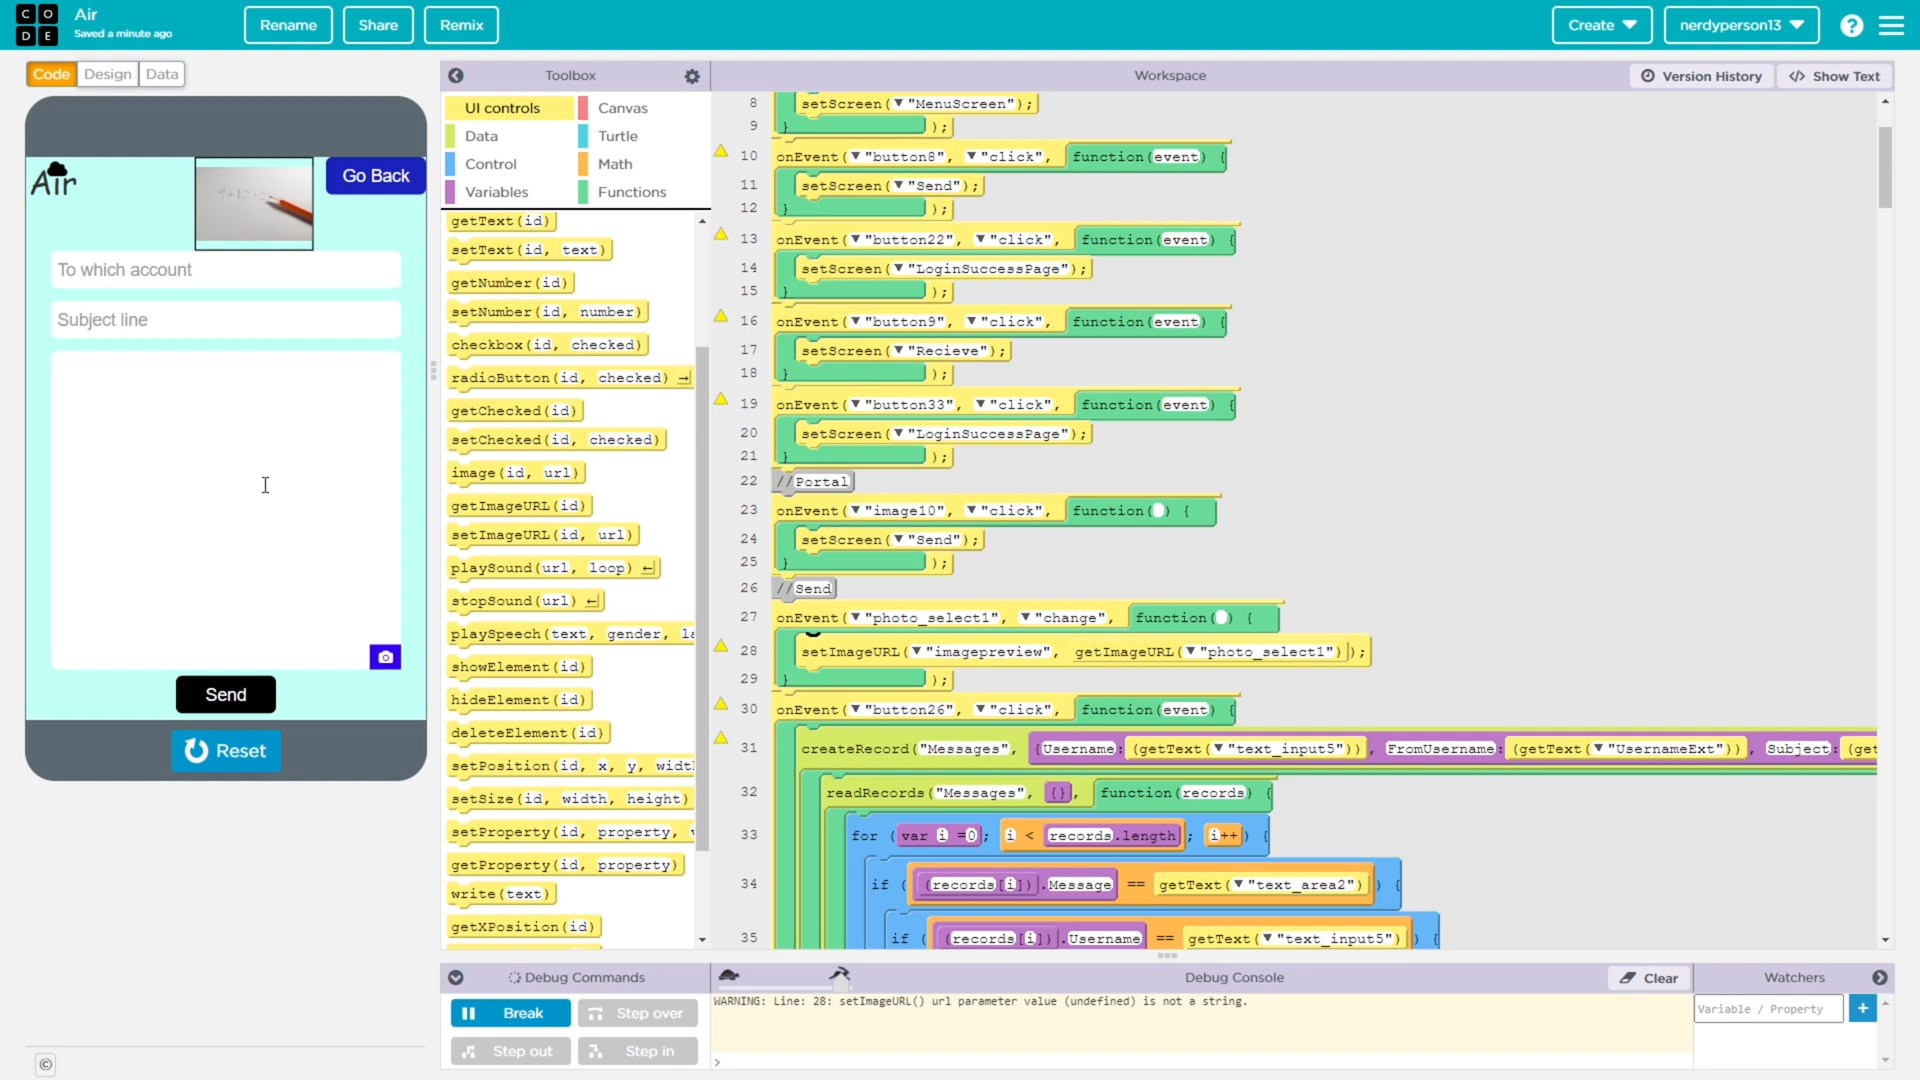 CODE
Air
Saved a minute ago
Rename
Share
Remix
Create
nerdyperson13
?
Code
Design
Data
Toolbox
Workspace
Version History
</> Show Text
Air
Go Back
To which account
Subject line
Send
Reset
UI controls
Canvas
Data
Turtle
Control
Math
Variables
Functions
getText(id)
setText(id, text)
getNumber(id)
setNumber(id, number)
checkbox(id, checked)
radioButton(id, checked)
getChecked(id)
setChecked(id, checked)
image(id, url)
getImageURL(id)
setImageURL(id, url)
playSound(url, loop)
stopSound(url)
playSpeech(text, gender, la
showElement(id)
hideElement(id)
deleteElement(id)
setPosition(id, x, y, widt
setSize(id, width, height)
setProperty(id, property, v
getProperty(id, property)
write(text)
getXPosition(id)
8 setScreen(▼"MenuScreen");
9 } );
10 onEvent(▼"button8", ▼"click", function(event) {
11 setScreen(▼"Send");
12 } );
13 onEvent(▼"button22", ▼"click", function(event) {
14 setScreen(▼"LoginSuccessPage");
15 } );
16 onEvent(▼"button9", ▼"click", function(event) {
17 setScreen(▼"Recieve");
18 } );
19 onEvent(▼"button33", ▼"click", function(event) {
20 setScreen(▼"LoginSuccessPage");
21 } );
22 //Portal
23 onEvent(▼"image10", ▼"click", function( ) {
24 setScreen(▼"Send");
25 } );
26 //Send
27 onEvent(▼"photo_select1", ▼"change", function( ) {
28 setImageURL(▼"imagepreview", getImageURL(▼"photo_select1"));
29 } );
30 onEvent(▼"button26", ▼"click", function(event) {
31 createRecord("Messages", {Username: (getText(▼"text_input5")), FromUsername: (getText(▼"UsernameExt")), Subject: (get
32 readRecords("Messages", {}, function(records) {
33 for (var i =0; i < records.length; i++) {
34 if ( (records[i]).Message == getText(▼"text_area2") ) {
35 if ( (records[i]).Username == getText(▼"text_input5") ) {
Debug Commands
Debug Console
Clear
Watchers
Break
Step over
Step out
Step in
WARNING: Line: 28: setImageURL() url parameter value (undefined) is not a string.
>
Variable / Property
+
©